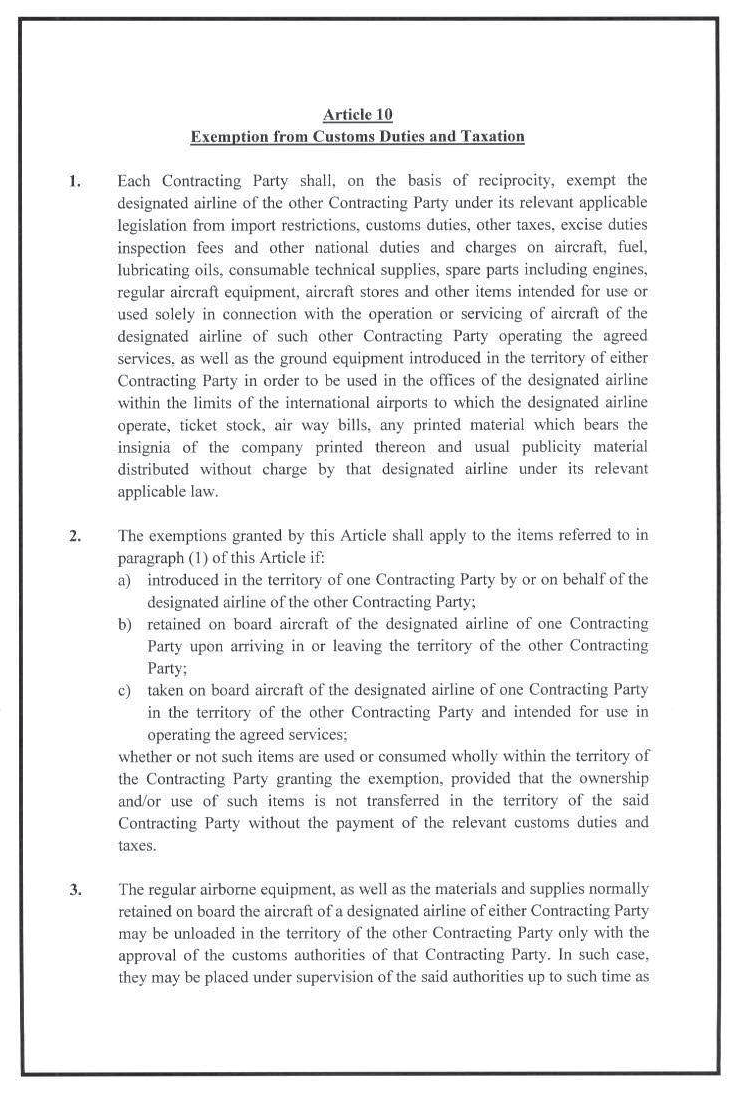 Article 10
Exemption from Customs Duties and Taxation
1. Each Contracting Party shall, on the basis of reciprocity, exempt the
designated airline of the other Contracting Party under its relevant applicable
legislation from import restrictions, customs duties, other taxes, excise duties
inspection fees and other national duties and charges on aircraft, fuel,
lubricating oils, consumable technical supplies, spare parts including engines,
regular aircraft equipment, aircraft stores and other items intended for use or
used solely in connection with the operation or servicing of aircraft of the
designated airline of such other Contracting Party operating the agreed
services, as well as the ground equipment introduced in the territory of either
Contracting Party in order to be used in the offices of the designated airline
within the limits of the international airports to which the designated airline
operate, ticket stock, air way bills, any printed material which bears the
insignia of the company printed thereon and usual publicity material
distributed without charge by that designated airline under its relevant
applicable law.
2. The exemptions granted by this Article shall apply to the items referred to in
paragraph (1) of this Article if:
a) introduced in the territory of one Contracting Party by or on behalf of the
designated airline of the other Contracting Party;
b) retained on board aircraft of the designated airline of one Contracting
Party upon arriving in or leaving the territory of the other Contracting
Party;
c) taken on board aircraft of the designated airline of one Contracting Party
in the territory of the other Contracting Party and intended for use in
operating the agreed services;
whether or not such items are used or consumed wholly within the territory of
the Contracting Party granting the exemption, provided that the ownership
and/or use of such items is not transferred in the territory of the said
Contracting Party without the payment of the relevant customs duties and
taxes.
3. The regular airborne equipment, as well as the materials and supplies normally
retained on board the aircraft of a designated airline of either Contracting Party
may be unloaded in the territory of the other Contracting Party only with the
approval of the customs authorities of that Contracting Party. In such case,
they may be placed under supervision of the said authorities up to such time as